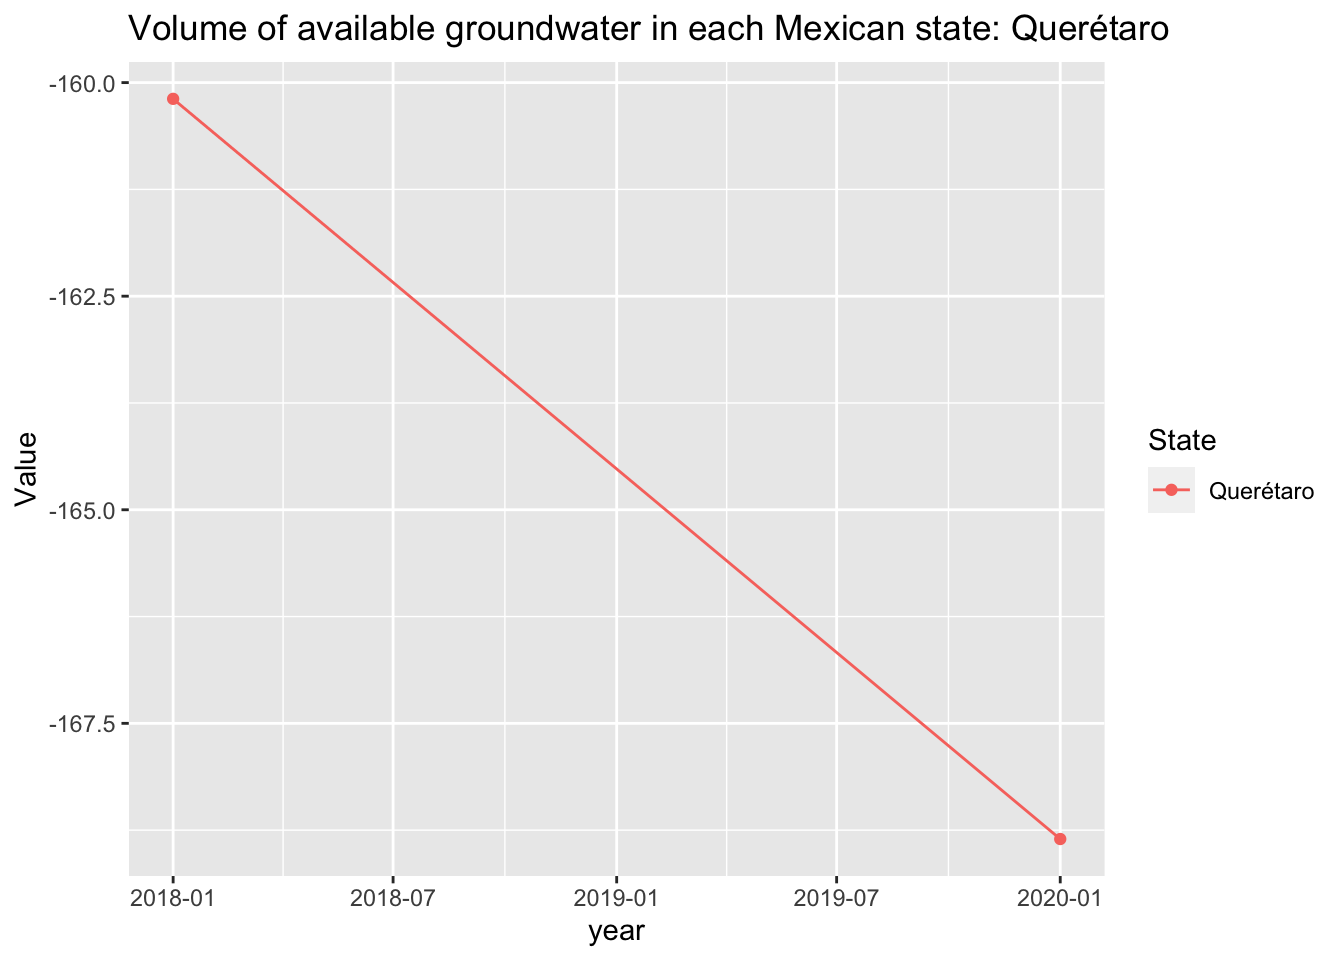 Volume of available groundwater in each Mexican state: Querétaro
-160.0
-162.5
-165.0
-167.5
Value
2018-01 2018-07 2019-01 2019-07 2020-01
year
State
Querétaro